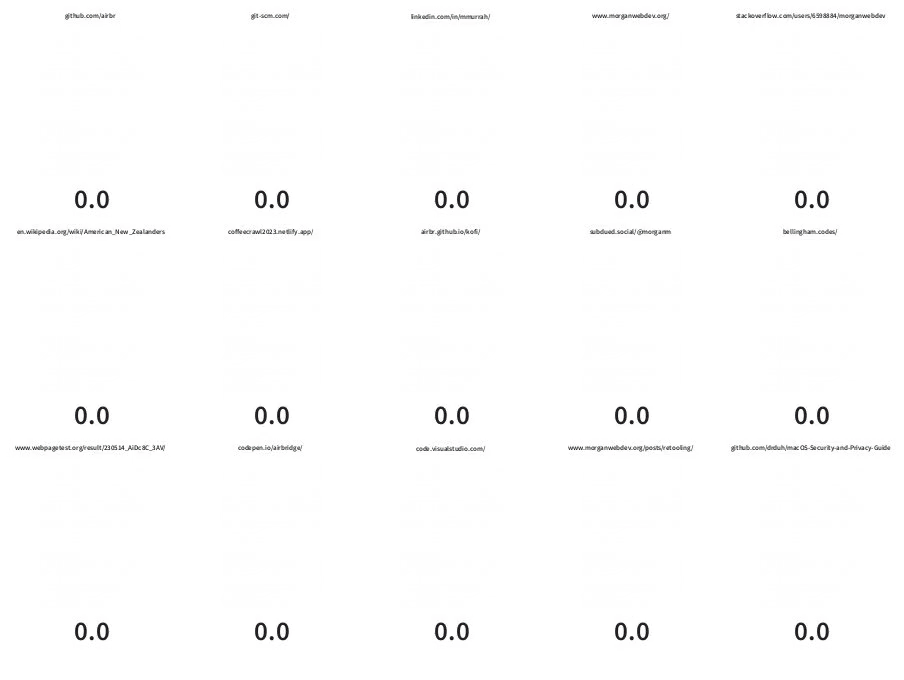 github.com/airbr
git-scm.com/
linkedin.com/in/mmurrah/
www.morganwebdev.org/
stackoverflow.com/users/6598884/morganwebdev
0.0
0.0
0.0
0.0
0.0
en.wikipedia.org/wiki/American_New_Zealanders
coffeecrawl2023.netlify.app/
airbr.github.io/kofi/
subdued.social/@morganm
bellingham.codes/
0.0
0.0
0.0
0.0
0.0
www.webpagetest.org/result/230514_AiDc8C_3AV/
codepen.io/airbridge/
code.visualstudio.com/
www.morganwebdev.org/posts/retooling/
github.com/drduh/macOS-Security-and-Privacy-Guide
0.0
0.0
0.0
0.0
0.0